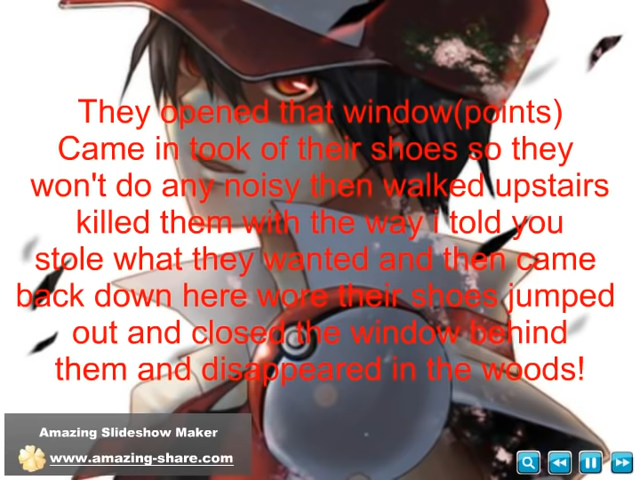 They opened that window(points)
Came in took of their shoes so they
won't do any noisy then walked upstairs
killed them with the way i told you
stole what they wanted and then came
back down here wore their shoes jumped
out and closed the window behind
them and disappeared in the woods!
Amazing Slideshow Maker
www.amazing-share.com